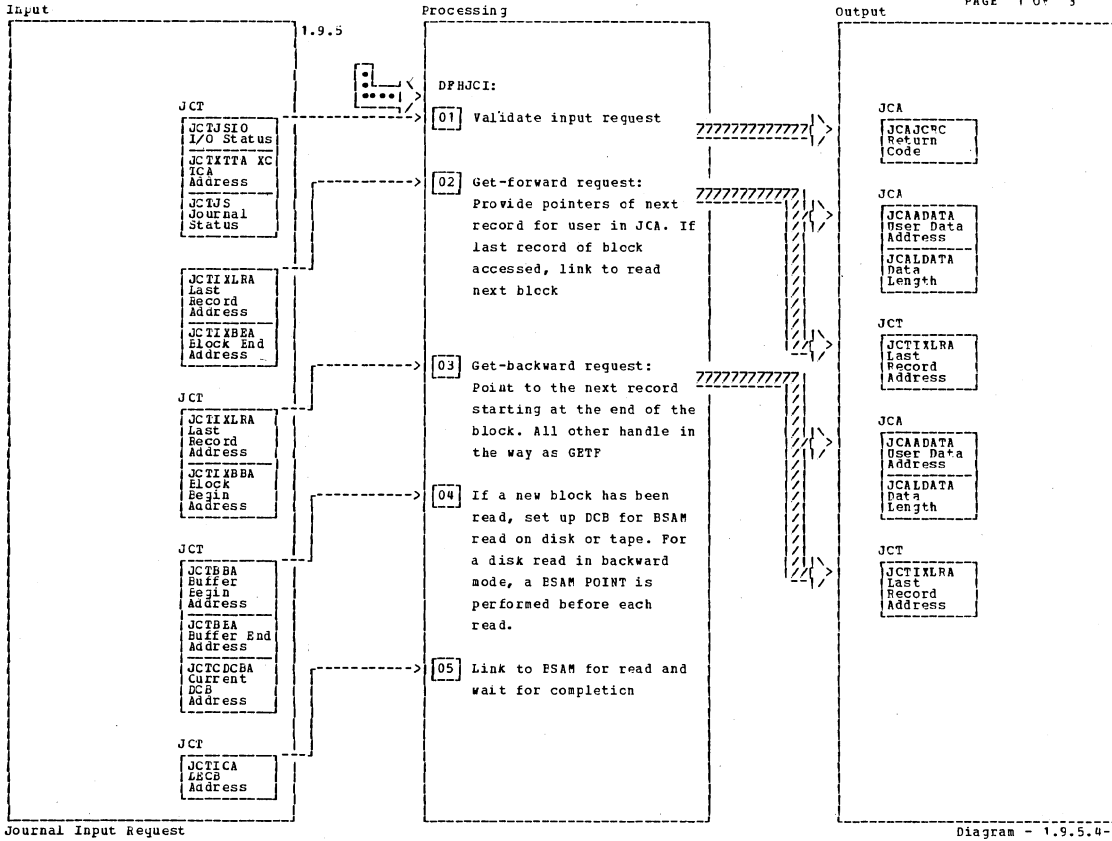 PAGE 1 OF 3
Input
Processing
Output
1.9.5
JCT
JCTJSIO
I/O Status
JCTXTTA XC
TCA
Address
JCTJS
Journal
Status
JCTIXLRA
Last
Record
Address
JCTIXBEA
Block End
Address
JCT
JCTIXLRA
Last
Record
Address
JCTIXBBA
Block
Begin
Address
JCT
JCTBBA
Buffer
Begin
Address
JCTBEA
Buffer End
Address
JCTCDCBA
Current
DCB
Address
JCT
JCTICA
LECB
Address
DFHJCI:
01 Validate input request
02 Get-forward request:
Provide pointers of next
record for user in JCA. If
last record of block
accessed, link to read
next block
03 Get-backward request:
Point to the next record
starting at the end of the
block. All other handle in
the way as GETF
04 If a new block has been
read, set up DCB for BSAM
read on disk or tape. For
a disk read in backward
mode, a BSAM POINT is
performed before each
read.
05 Link to BSAM for read and
wait for completion
JCA
JCAJCRC
Return
Code
JCA
JCAADATA
User Data
Address
JCALDATA
Data
Length
JCT
JCTIXLRA
Last
Record
Address
JCA
JCAADATA
User Data
Address
JCALDATA
Data
Length
JCT
JCTIXLRA
Last
Record
Address
Journal Input Request
Diagram - 1.9.5.4-